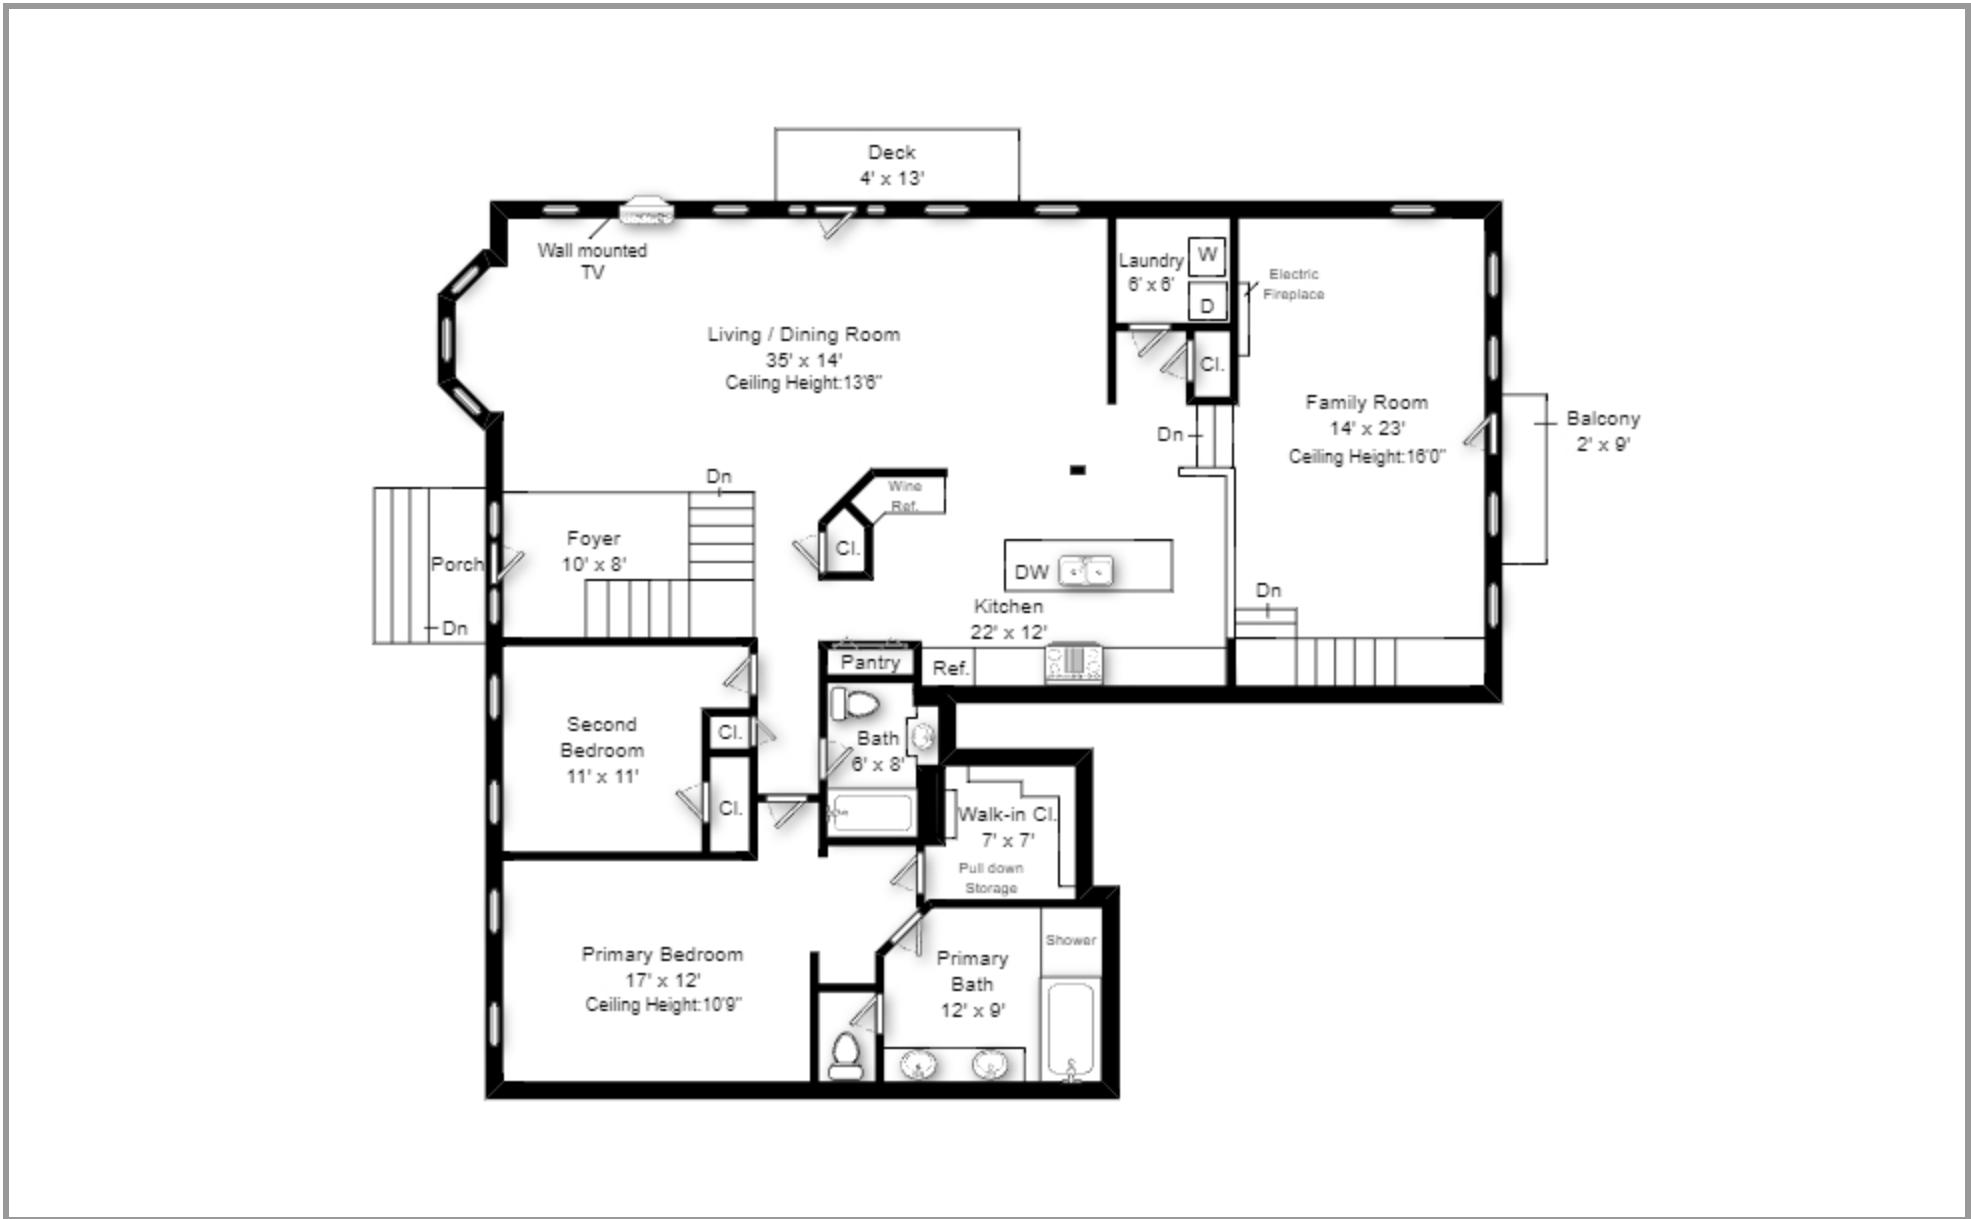 Deck
4' x 13'
Wall mounted
TV
Laundry
6' x 6'
W
D
Electric
Fireplace
Living / Dining Room
35' x 14'
Ceiling Height:13'6"
Cl.
Family Room
14' x 23'
Ceiling Height:16'0"
Balcony
2' x 9'
Dn
Dn
Wine
Ref.
Foyer
10' x 8'
Cl.
Porch
DW
Dn
Kitchen
22' x 12'
Dn
Pantry
Ref.
Second
Bedroom
11' x 11'
Cl.
Bath
6' x 8'
Cl.
Walk-in Cl.
7' x 7'
Pull down
Storage
Primary Bedroom
17' x 12'
Ceiling Height:10'9"
Primary
Bath
12' x 9'
Shower